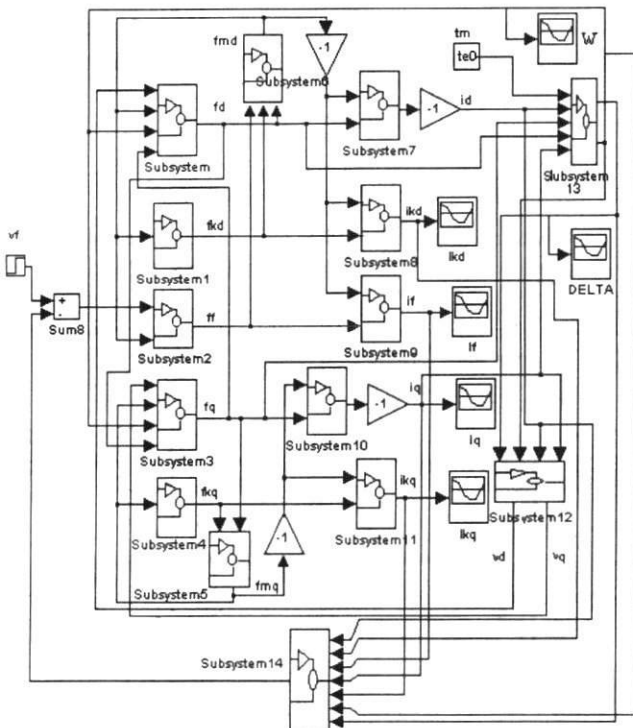 tm
W
fmd
-1
te0
Subsystem6
fd
id
-1
Subsystem
Subsystem7
Subsystem
13
fkd
ikd
vf
Subsystem1
Subsystem8
Ikd
DELTA
+
-
Sum8
ff
if
Subsystem2
Subsystem9
If
fq
iq
-1
Subsystem3
Subsystem10
Iq
fkq
ikq
Subsystem4
-1
Subsystem11
Ikq
Subsystem12
Subsystem5
fmq
vd
vq
Subsystem14